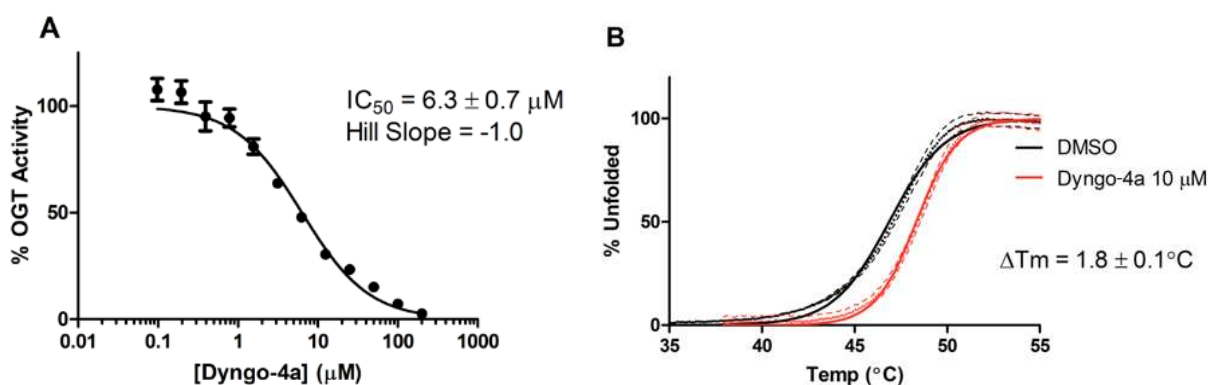 A
% OGT Activity
100
50
0
0.01
0.1
1
10
100
1000
[Dyngo-4a] (μM)
IC50 = 6.3 ± 0.7 μM
Hill Slope = -1.0
B
% Unfolded
100
50
0
35
40
45
50
55
Temp (°C)
DMSO
Dyngo-4a 10 μM
ΔTm = 1.8 ± 0.1°C